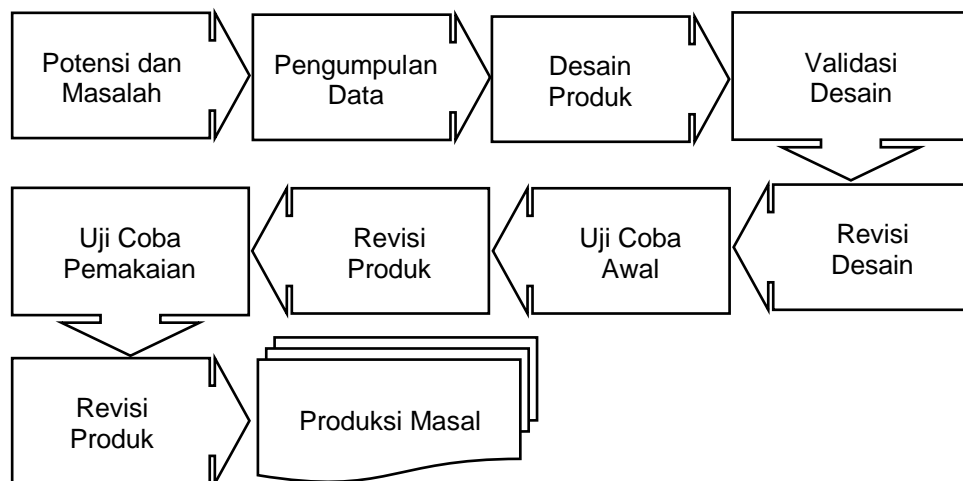 Potensi dan
Masalah
Pengumpulan
Data
Desain
Produk
Validasi
Desain
Uji Coba
Pemakaian
Revisi
Produk
Uji Coba
Awal
Revisi
Desain
Revisi
Produk
Produksi Masal